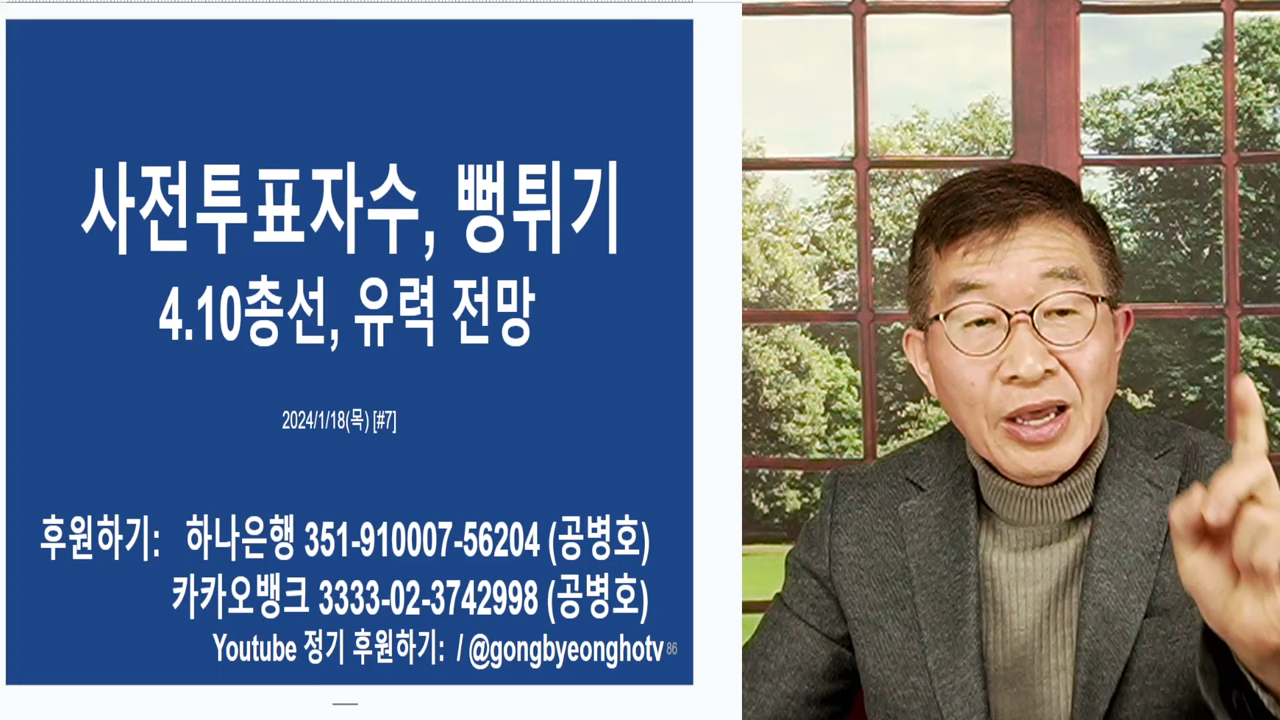 사전투표자수, 뻥튀기
4.10총선, 유력 전망
2024/1/18(목) [#7]
후원하기: 하나은행 351-910007-56204 (공병호)
카카오뱅크 3333-02-3742998 (공병호)
Youtube 정기 후원하기: / @gongbyeonghotv
86